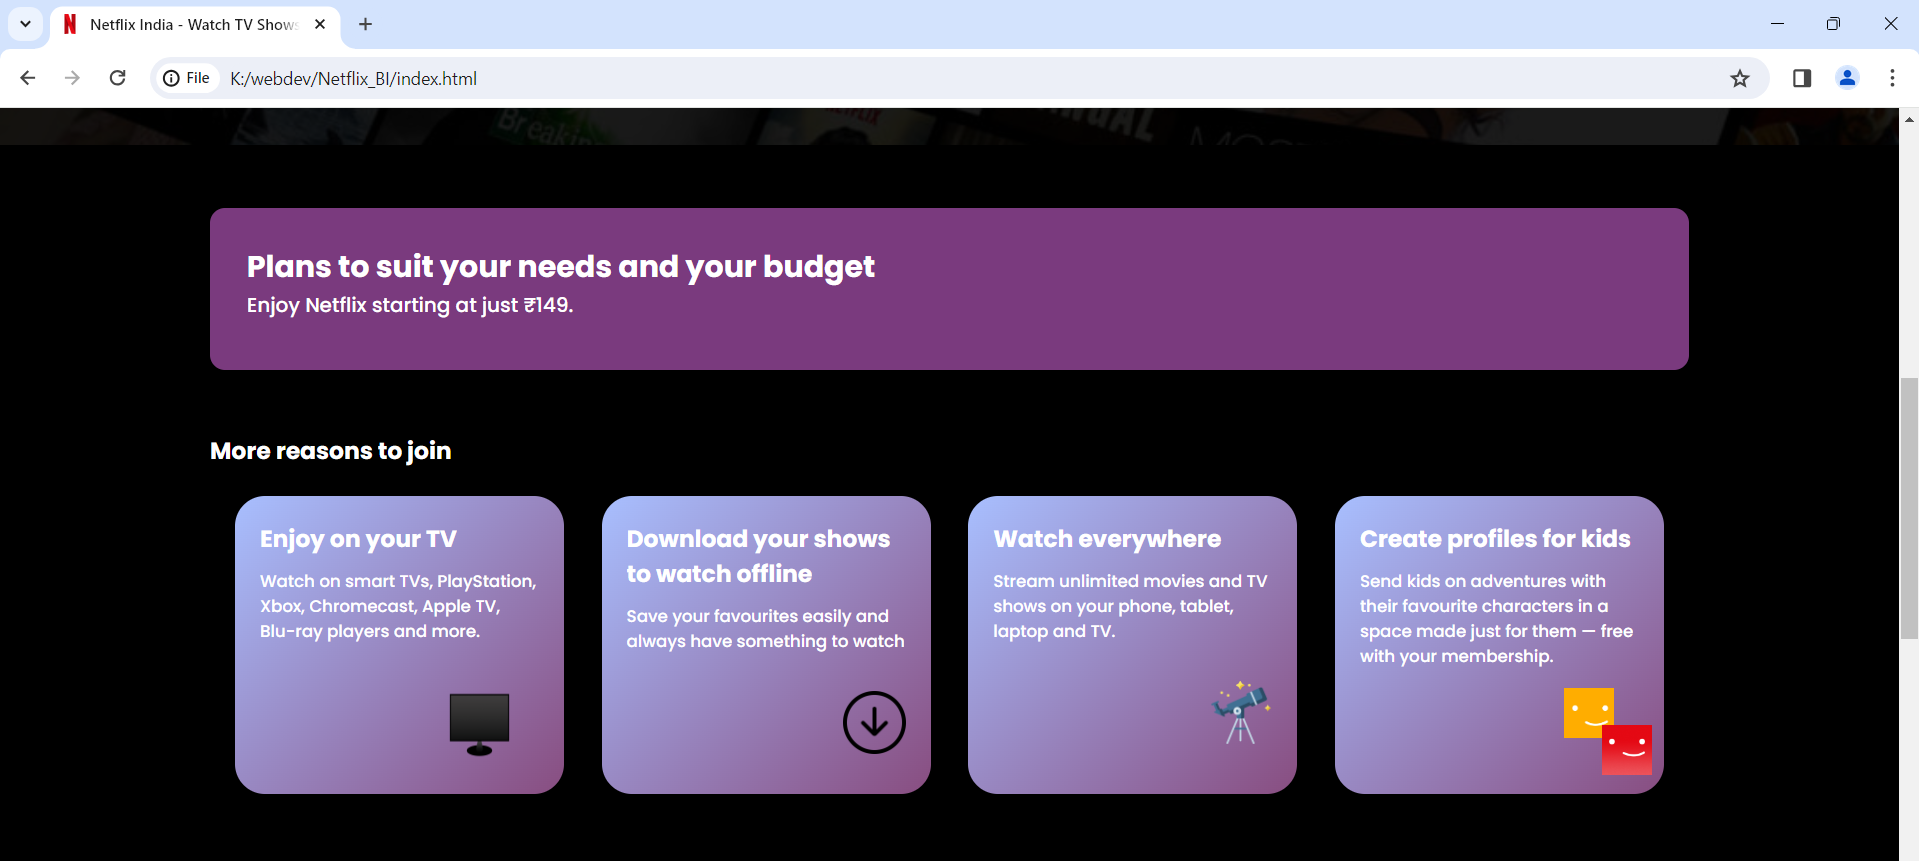 Netflix India - Watch TV Shows
File
K:/webdev/Netflix_BI/index.html
Breakin
Plans to suit your needs and your budget
Enjoy Netflix starting at just ₹149.
More reasons to join
Enjoy on your TV
Watch on smart TVs, PlayStation,
Xbox, Chromecast, Apple TV,
Blu-ray players and more.
Download your shows
to watch offline
Save your favourites easily and
always have something to watch
Watch everywhere
Stream unlimited movies and TV
shows on your phone, tablet,
laptop and TV.
Create profiles for kids
Send kids on adventures with
their favourite characters in a
space made just for them — free
with your membership.